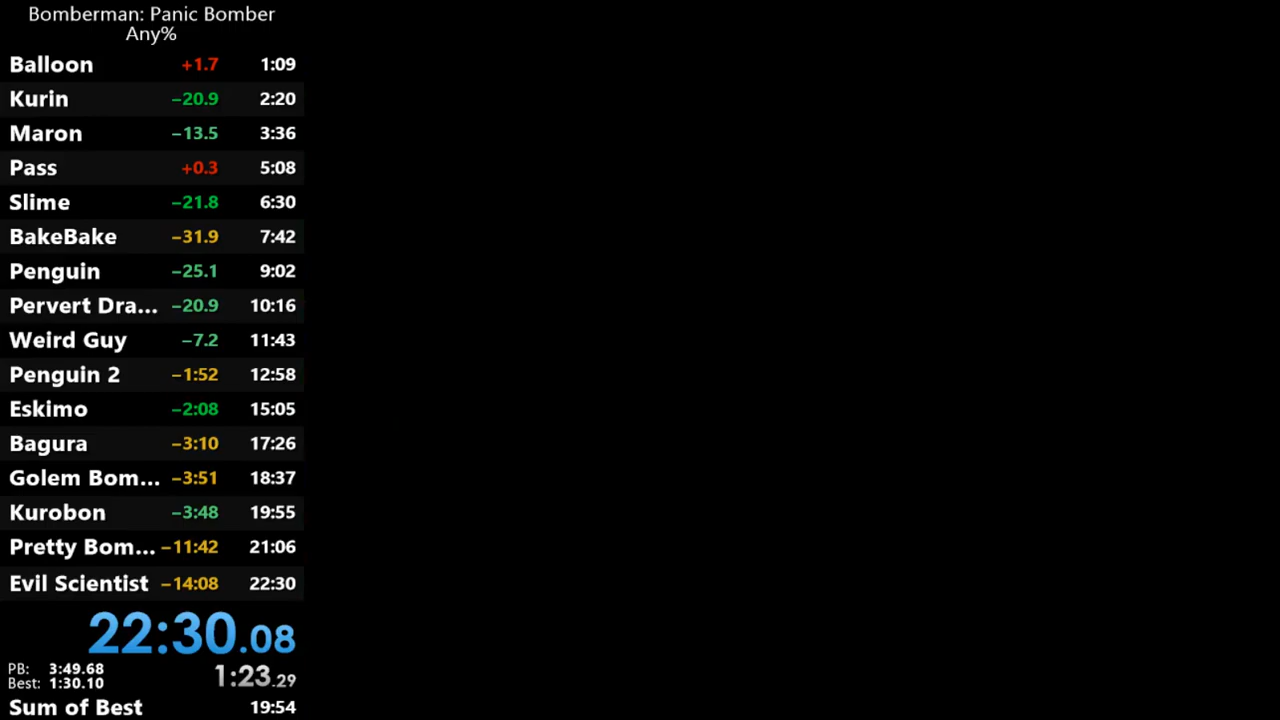 Bomberman: Panic Bomber
Any%
Balloon +1.7 1:09
Kurin −20.9 2:20
Maron −13.5 3:36
Pass +0.3 5:08
Slime −21.8 6:30
BakeBake −31.9 7:42
Penguin −25.1 9:02
Pervert Dra... −20.9 10:16
Weird Guy −7.2 11:43
Penguin 2 −1:52 12:58
Eskimo −2:08 15:05
Bagura −3:10 17:26
Golem Bom... −3:51 18:37
Kurobon −3:48 19:55
Pretty Bom... −11:42 21:06
Evil Scientist −14:08 22:30
22:30.08
PB: 3:49.68
Best: 1:30.10
1:23.29
Sum of Best 19:54